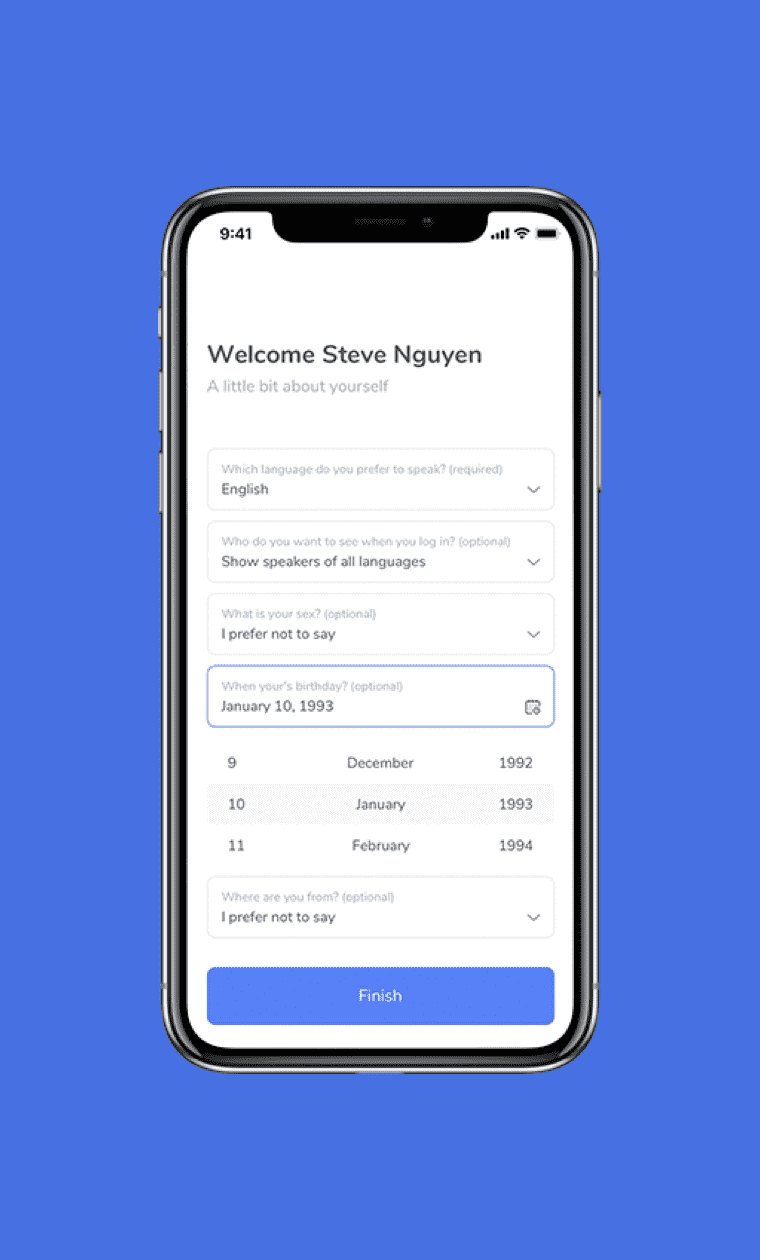 9:41
Welcome Steve Nguyen
A little bit about yourself
Which language do you prefer to speak? (required)
English
Who do you want to see when you log in? (optional)
Show speakers of all languages
What is your sex? (optional)
I prefer not to say
When your's birthday? (optional)
January 10, 1993
9 December 1992
10 January 1993
11 February 1994
Where are you from? (optional)
I prefer not to say
Finish